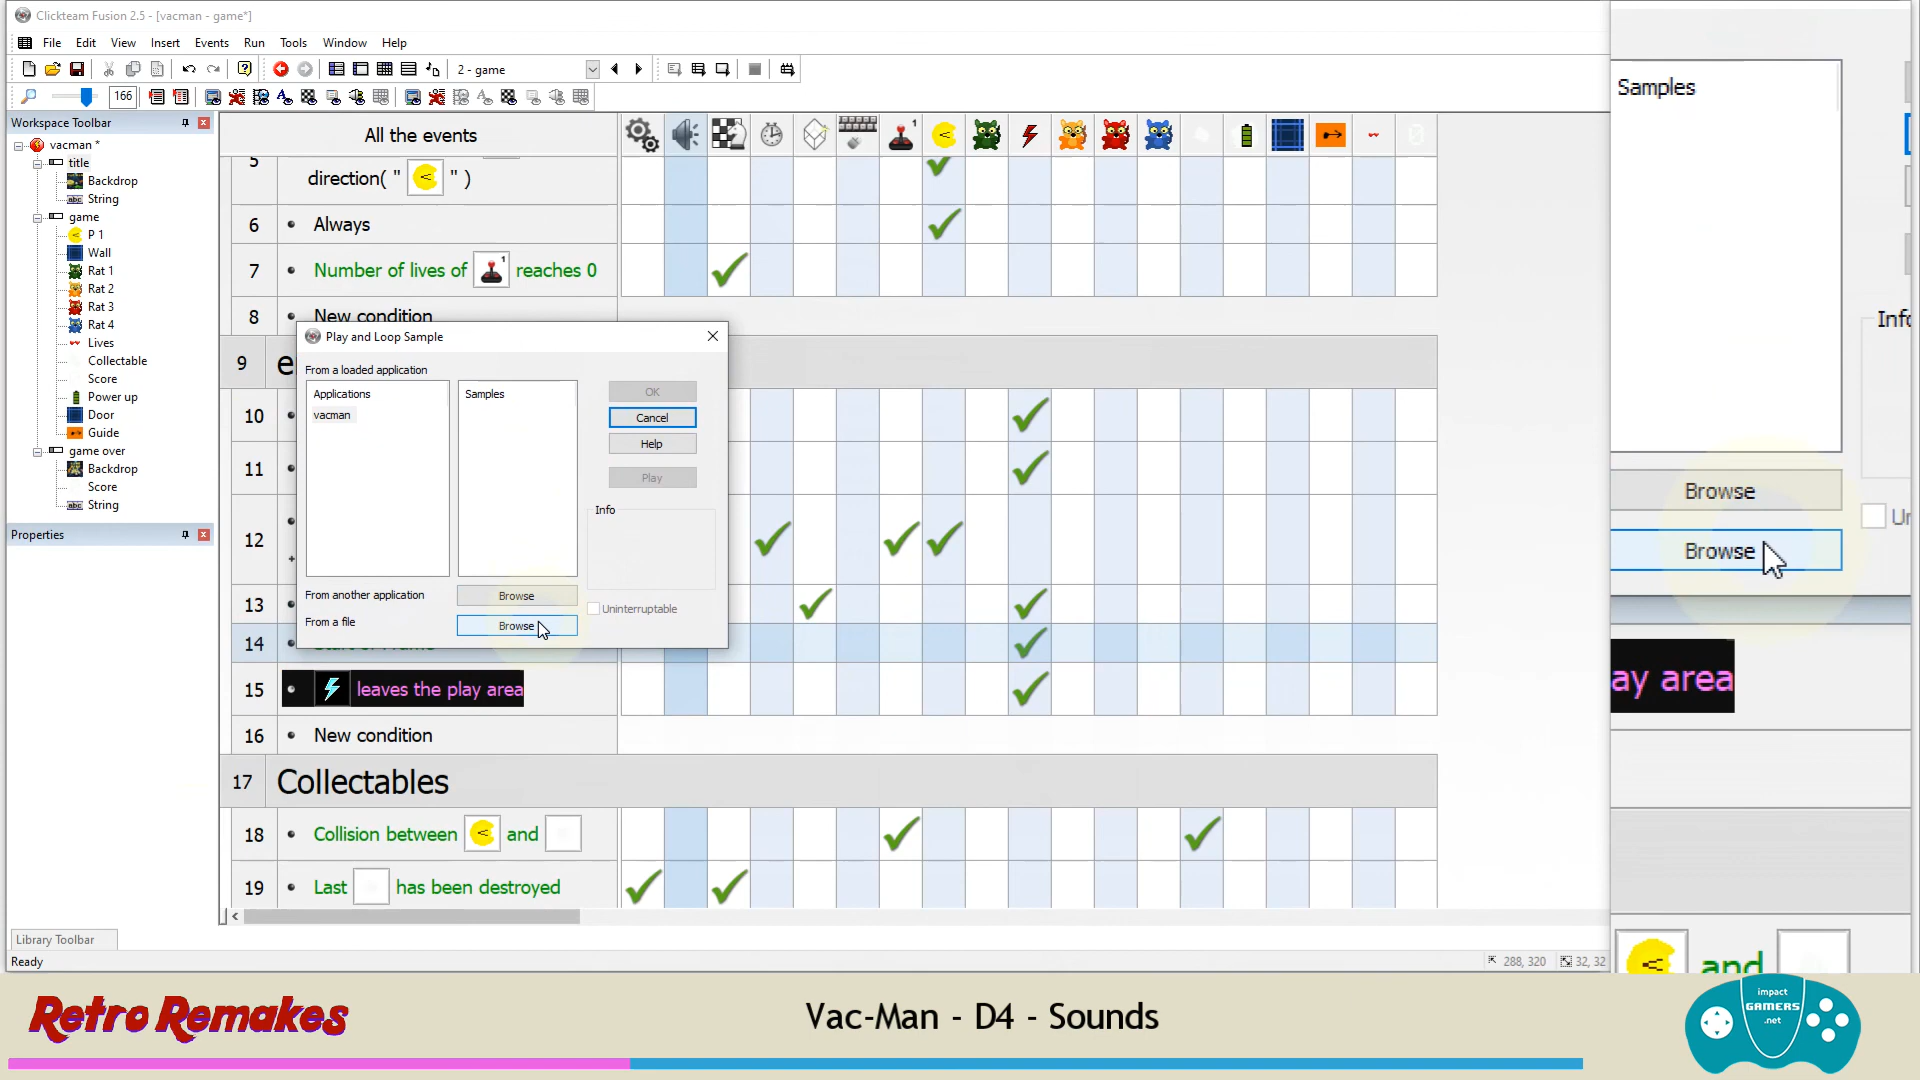 Clickteam Fusion 2.5 - [vacman - game*]
File Edit View Insert Events Run Tools Window Help
2 - game
166
Workspace Toolbar
vacman *
title
Backdrop
String
game
P 1
Wall
Rat 1
Rat 2
Rat 3
Rat 4
Lives
Collectable
Score
Power up
Door
Guide
game over
Backdrop
Score
String
Properties
Library Toolbar
Ready
288, 320
32, 32
All the events
5
direction( " " )
6 Always
7 Number of lives of 1 reaches 0
8 New condition
9
10
11
12
+
13
14
15 leaves the play area
16 New condition
17 Collectables
18 Collision between and
19 Last has been destroyed
Play and Loop Sample
From a loaded application
Applications
vacman
Samples
OK
Cancel
Help
Play
Info
From another application
Browse
Uninterruptable
From a file
Browse
Samples
Info
Browse
Browse
ay area
and
Retro Remakes
Vac-Man - D4 - Sounds
impact
GAMERS
.net